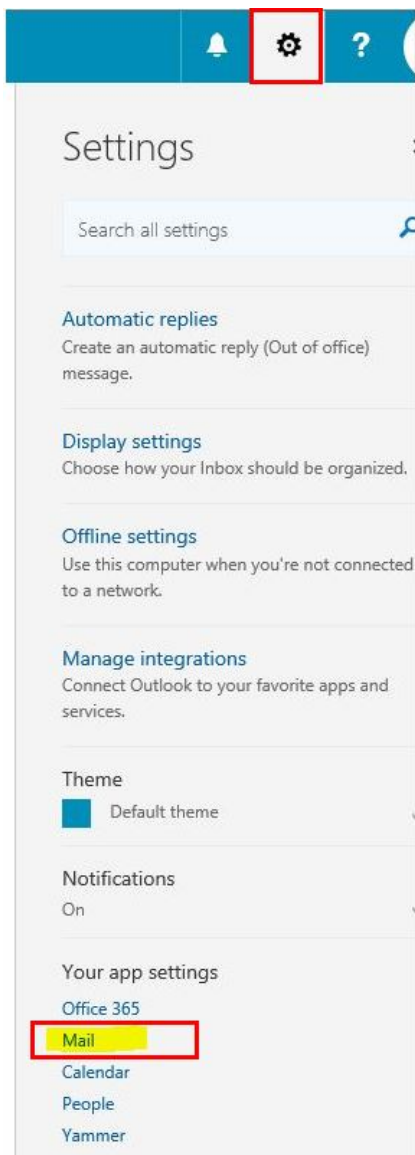 ?
Settings
Search all settings
Automatic replies
Create an automatic reply (Out of office)
message.
Display settings
Choose how your Inbox should be organized.
Offline settings
Use this computer when you're not connected
to a network.
Manage integrations
Connect Outlook to your favorite apps and
services.
Theme
Default theme
Notifications
On
Your app settings
Office 365
Mail
Calendar
People
Yammer